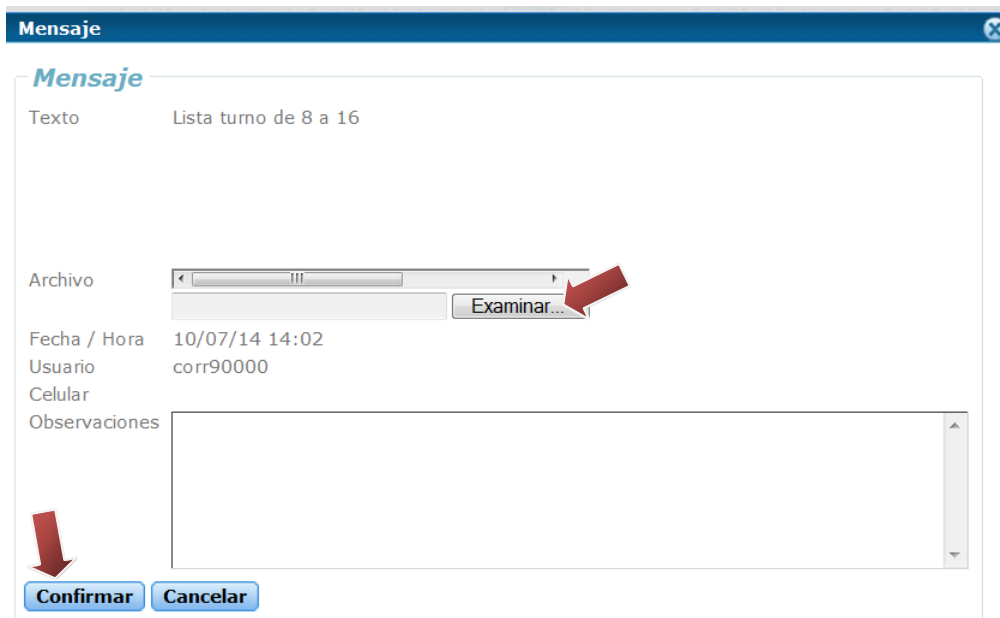 Mensaje
Mensaje
Texto Lista turno de 8 a 16
Archivo
Examinar...
Fecha / Hora 10/07/14 14:02
Usuario corr90000
Celular
Observaciones
Confirmar Cancelar